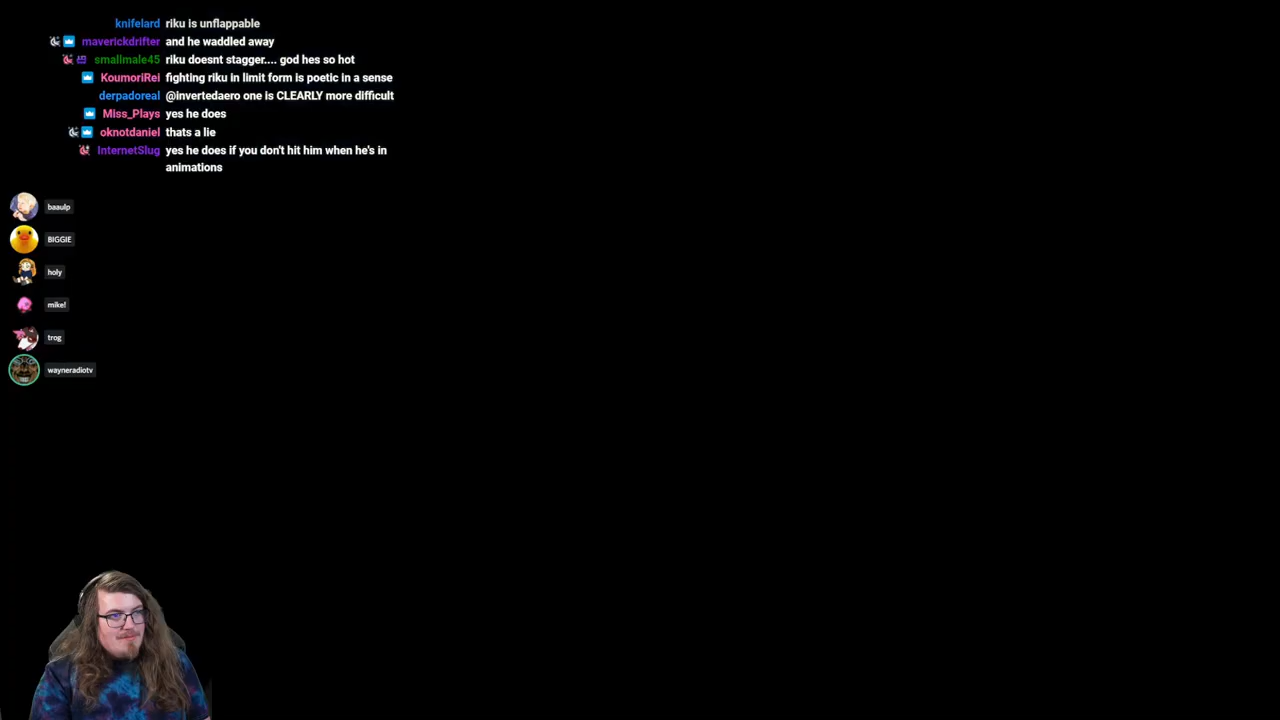 knifelard riku is unflappable
maverickdrifter and he waddled away
smallmale45 riku doesnt stagger.... god hes so hot
KoumoriRei fighting riku in limit form is poetic in a sense
derpadoreal @invertedaero one is CLEARLY more difficult
Miss_Plays yes he does
oknotdaniel thats a lie
InternetSlug yes he does if you don't hit him when he's in
animations
baaulp
BIGGIE
holy
mike!
trog
wayneradiotv